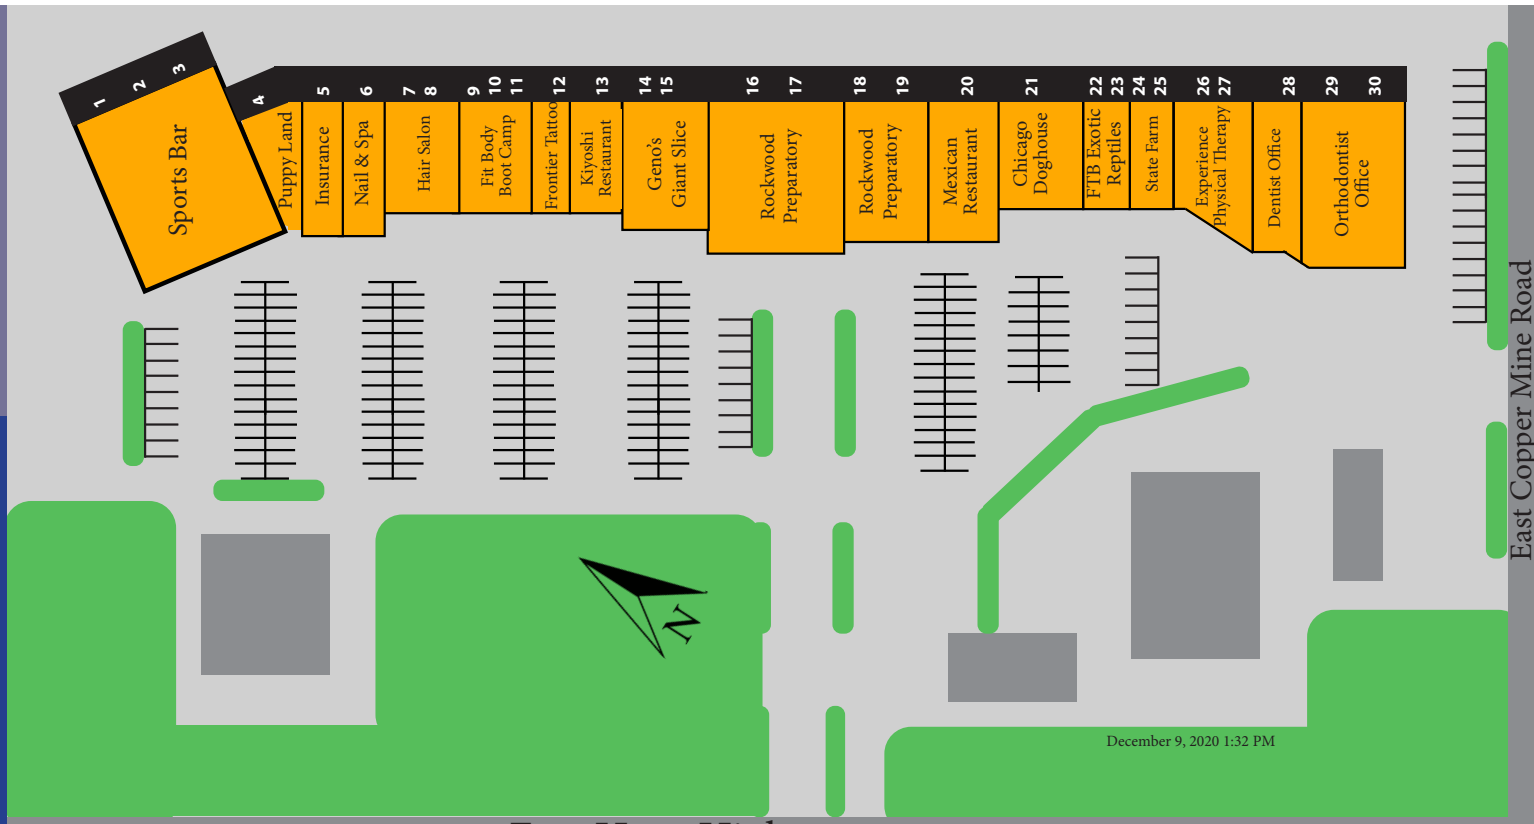 1
2
3
4
5
6
7
8
9
10
11
12
13
14
15
16
17
18
19
20
21
22
23
24
25
26
27
28
29
30
Sports Bar
Puppy Land
Insurance
Nail & Spa
Hair Salon
Fit Body
Boot Camp
Frontier Tattoo
Kiyoshi
Restaurant
Geno's
Giant Slice
Rockwood
Preparatory
Rockwood
Preparatory
Mexican
Restaurant
Chicago
Doghouse
FTB Exotic
Reptiles
State Farm
Experience
Physical Therapy
Dentist Office
Orthodontist
Office
East Copper Mine Road
N
December 9, 2020 1:32 PM